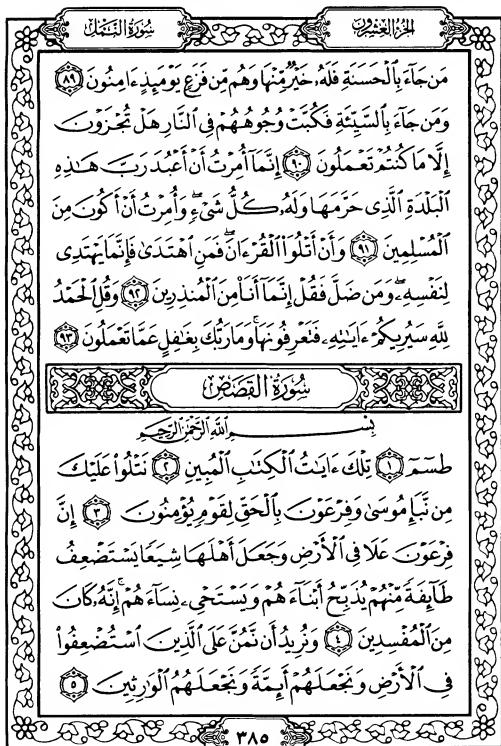 الجزء العشرون
سورة النمل
مَن جَآءَ بِٱلْحَسَنَةِ فَلَهُۥ خَيْرٌ مِّنْهَا وَهُم مِّن فَزَعٍ يَوْمَئِذٍ ءَامِنُونَ ٨٩
وَمَن جَآءَ بِٱلسَّيِّئَةِ فَكُبَّتْ وُجُوهُهُمْ فِى ٱلنَّارِ هَلْ تُجْزَوْنَ
إِلَّا مَا كُنتُمْ تَعْمَلُونَ ٩٠ إِنَّمَآ أُمِرْتُ أَنْ أَعْبُدَ رَبَّ هَـٰذِهِ
ٱلْبَلْدَةِ ٱلَّذِى حَرَّمَهَا وَلَهُۥ كُلُّ شَىْءٍ ۖ وَأُمِرْتُ أَنْ أَكُونَ مِنَ
ٱلْمُسْلِمِينَ ٩١ وَأَنْ أَتْلُوَا۟ ٱلْقُرْءَانَ ۖ فَمَنِ ٱهْتَدَىٰ فَإِنَّمَا يَهْتَدِى
لِنَفْسِهِۦ ۖ وَمَن ضَلَّ فَقُلْ إِنَّمَآ أَنَا۠ مِنَ ٱلْمُنذِرِينَ ٩٢ وَقُلِ ٱلْحَمْدُ
لِلَّهِ سَيُرِيكُمْ ءَايَـٰتِهِۦ فَتَعْرِفُونَهَا ۚ وَمَا رَبُّكَ بِغَـٰفِلٍ عَمَّا تَعْمَلُونَ ٩٣
سورة القصص
بِسْمِ ٱللَّهِ ٱلرَّحْمَـٰنِ ٱلرَّحِيمِ
طسٓمٓ ١ تِلْكَ ءَايَـٰتُ ٱلْكِتَـٰبِ ٱلْمُبِينِ ٢ نَتْلُوا۟ عَلَيْكَ
مِن نَّبَإِ مُوسَىٰ وَفِرْعَوْنَ بِٱلْحَقِّ لِقَوْمٍ يُؤْمِنُونَ ٣ إِنَّ
فِرْعَوْنَ عَلَا فِى ٱلْأَرْضِ وَجَعَلَ أَهْلَهَا شِيَعًا يَسْتَضْعِفُ
طَآئِفَةً مِّنْهُمْ يُذَبِّحُ أَبْنَآءَهُمْ وَيَسْتَحْىِۦ نِسَآءَهُمْ ۚ إِنَّهُۥ كَانَ
مِنَ ٱلْمُفْسِدِينَ ٤ وَنُرِيدُ أَن نَّمُنَّ عَلَى ٱلَّذِينَ ٱسْتُضْعِفُوا۟
فِى ٱلْأَرْضِ وَنَجْعَلَهُمْ أَئِمَّةً وَنَجْعَلَهُمُ ٱلْوَٰرِثِينَ ٥
٣٨٥